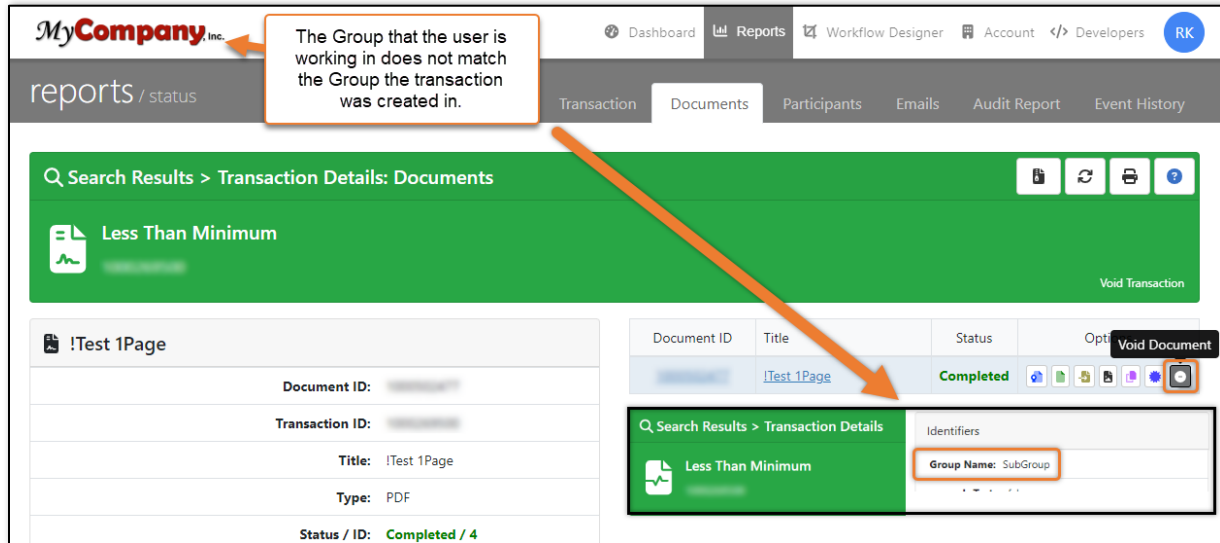 MyCompany, Inc.
The Group that the user is
working in does not match
the Group the transaction
was created in.
Dashboard Reports Workflow Designer Account </> Developers RK
reports / status
Transaction Documents Participants Emails Audit Report Event History
Search Results > Transaction Details: Documents
Less Than Minimum
Void Transaction
!Test 1Page
Document ID:
Transaction ID:
Title: !Test 1Page
Type: PDF
Status / ID: Completed / 4
Document ID Title Status
Void Document
!Test 1Page Completed
Search Results > Transaction Details
Less Than Minimum
Identifiers
Group Name: SubGroup